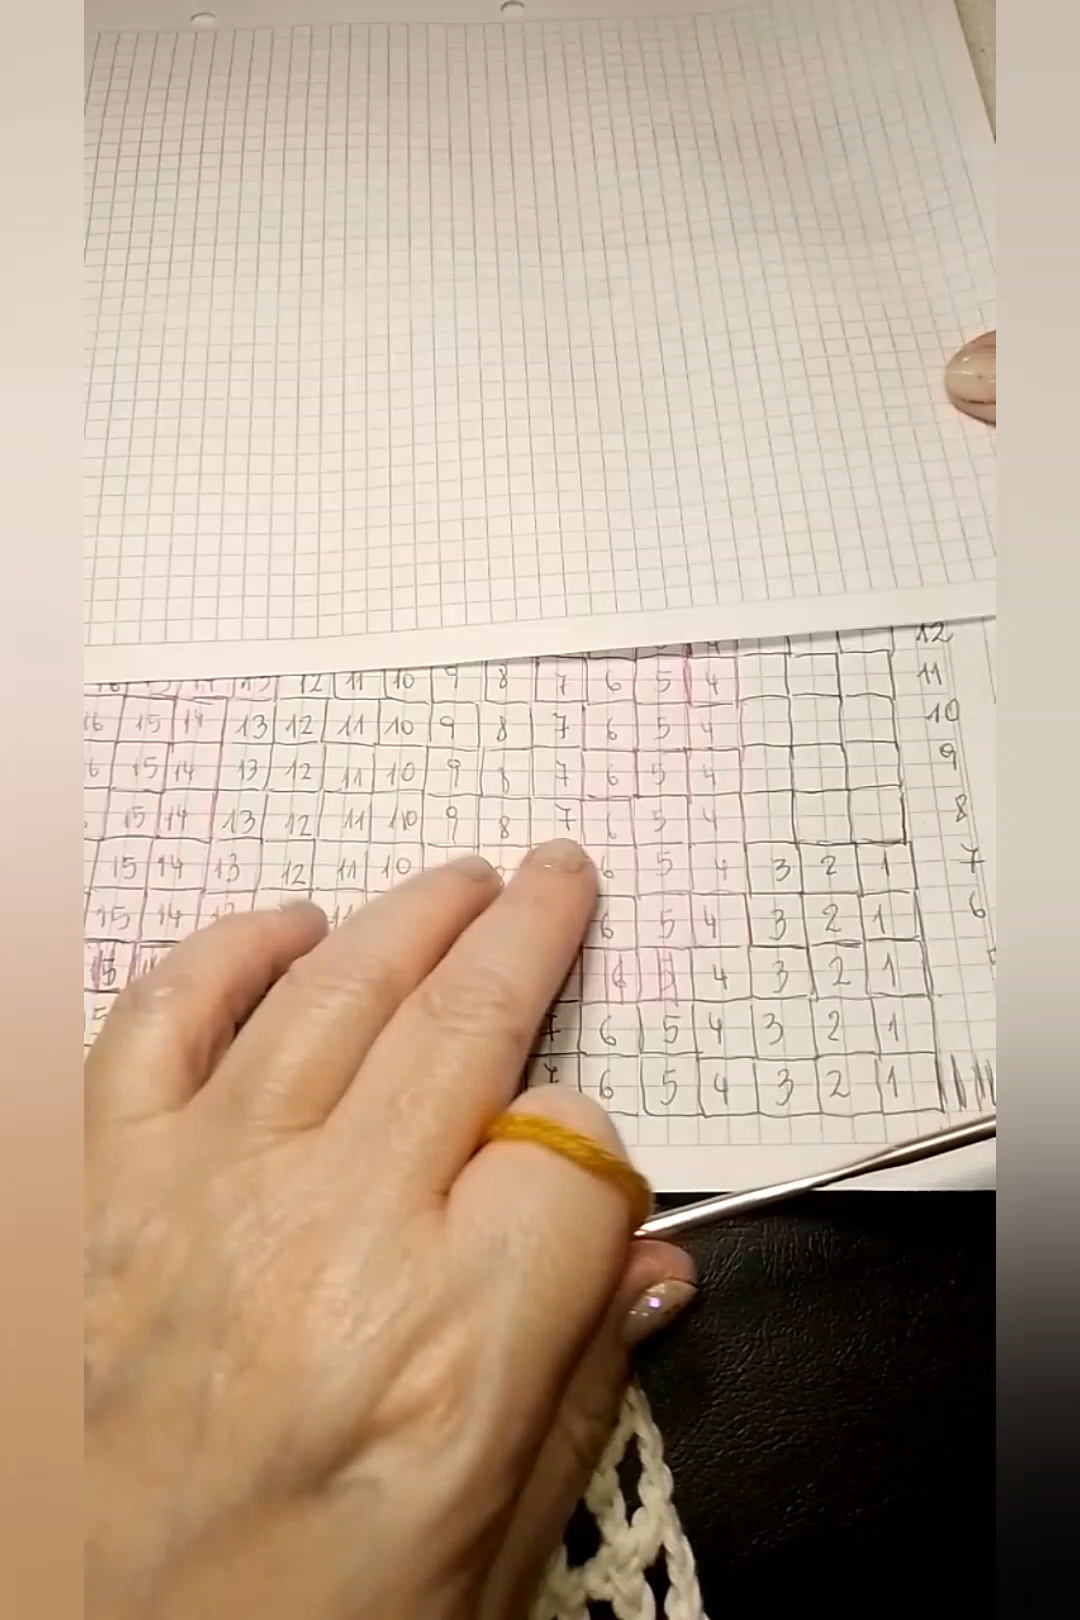 12
12 11 10 9 8 7 6 5 4 11
16 15 14 13 12 11 10 9 8 7 6 5 4 10
6 15 14 13 12 11 10 9 8 7 6 5 4 9
15 14 13 12 11 10 9 8 7 6 5 4 8
15 14 13 12 11 10 6 5 4 3 2 1 7
15 14 6 5 4 3 2 1 6
4 3 2 1
6 5 4 3 2 1
6 5 4 3 2 1